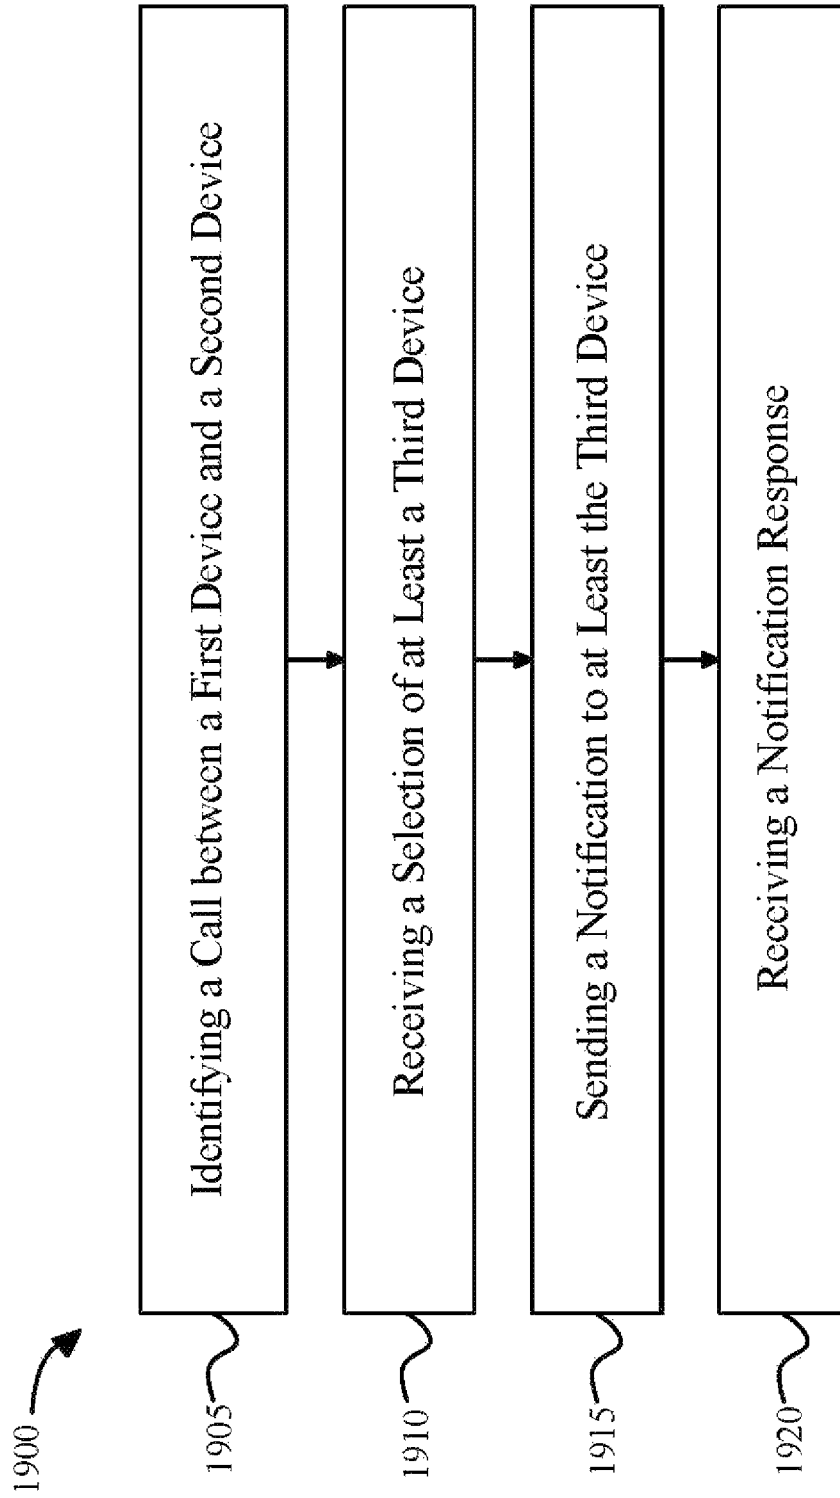 1900
1905
Identifying a Call between a First Device and a Second Device
1910
Receiving a Selection of at Least a Third Device
1915
Sending a Notification to at Least the Third Device
1920
Receiving a Notification Response